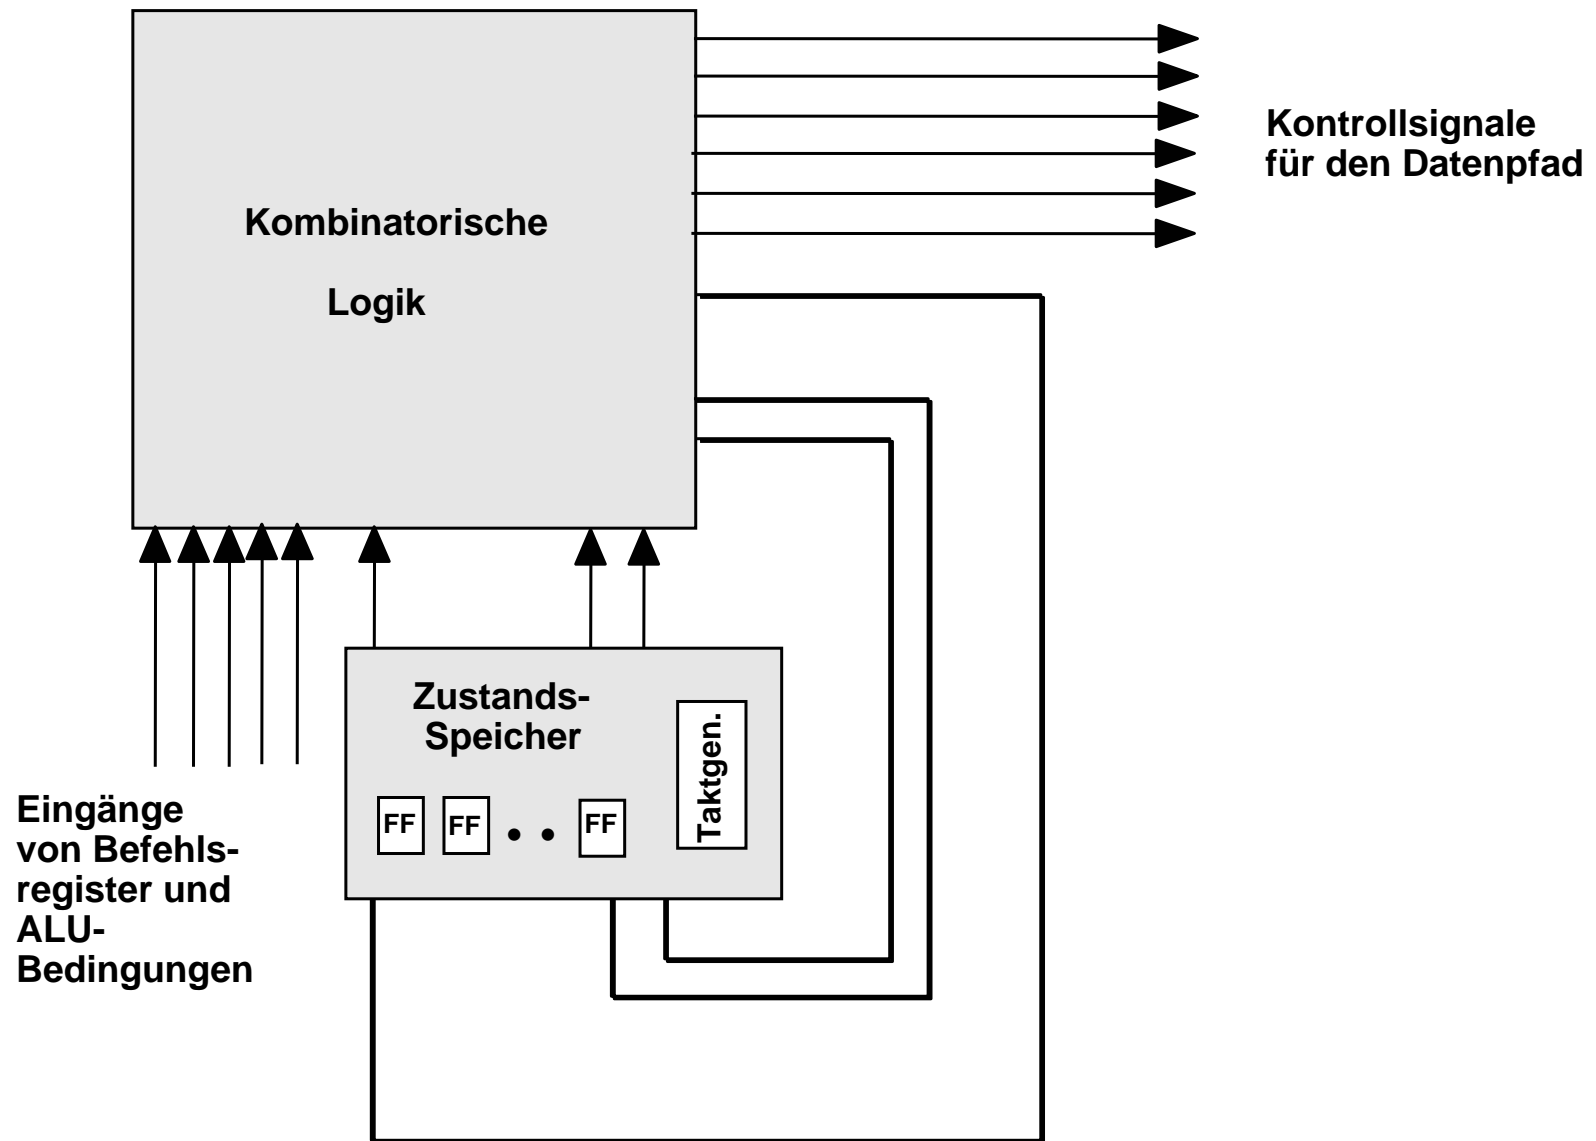 Kombinatorische
Logik
Kontrollsignale
für den Datenpfad
Zustands-
Speicher
Taktgen.
FF
FF
FF
Eingänge
von Befehls-
register und
ALU-
Bedingungen